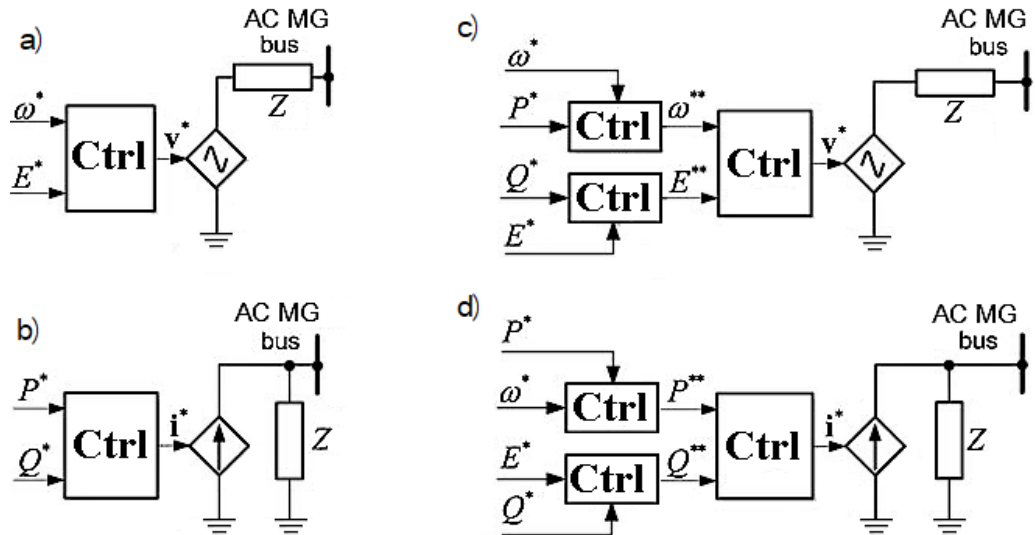 a)
AC MG
bus
Z
ω*
E*
Ctrl
v*
b)
AC MG
bus
P*
Q*
Ctrl
i*
Z
c)
AC MG
bus
ω*
P*
Ctrl
ω**
Z
Q*
Ctrl
E**
E*
Ctrl
v*
d)
AC MG
bus
P*
ω*
Ctrl
P**
E*
Ctrl
Q**
Q*
Ctrl
i*
Z